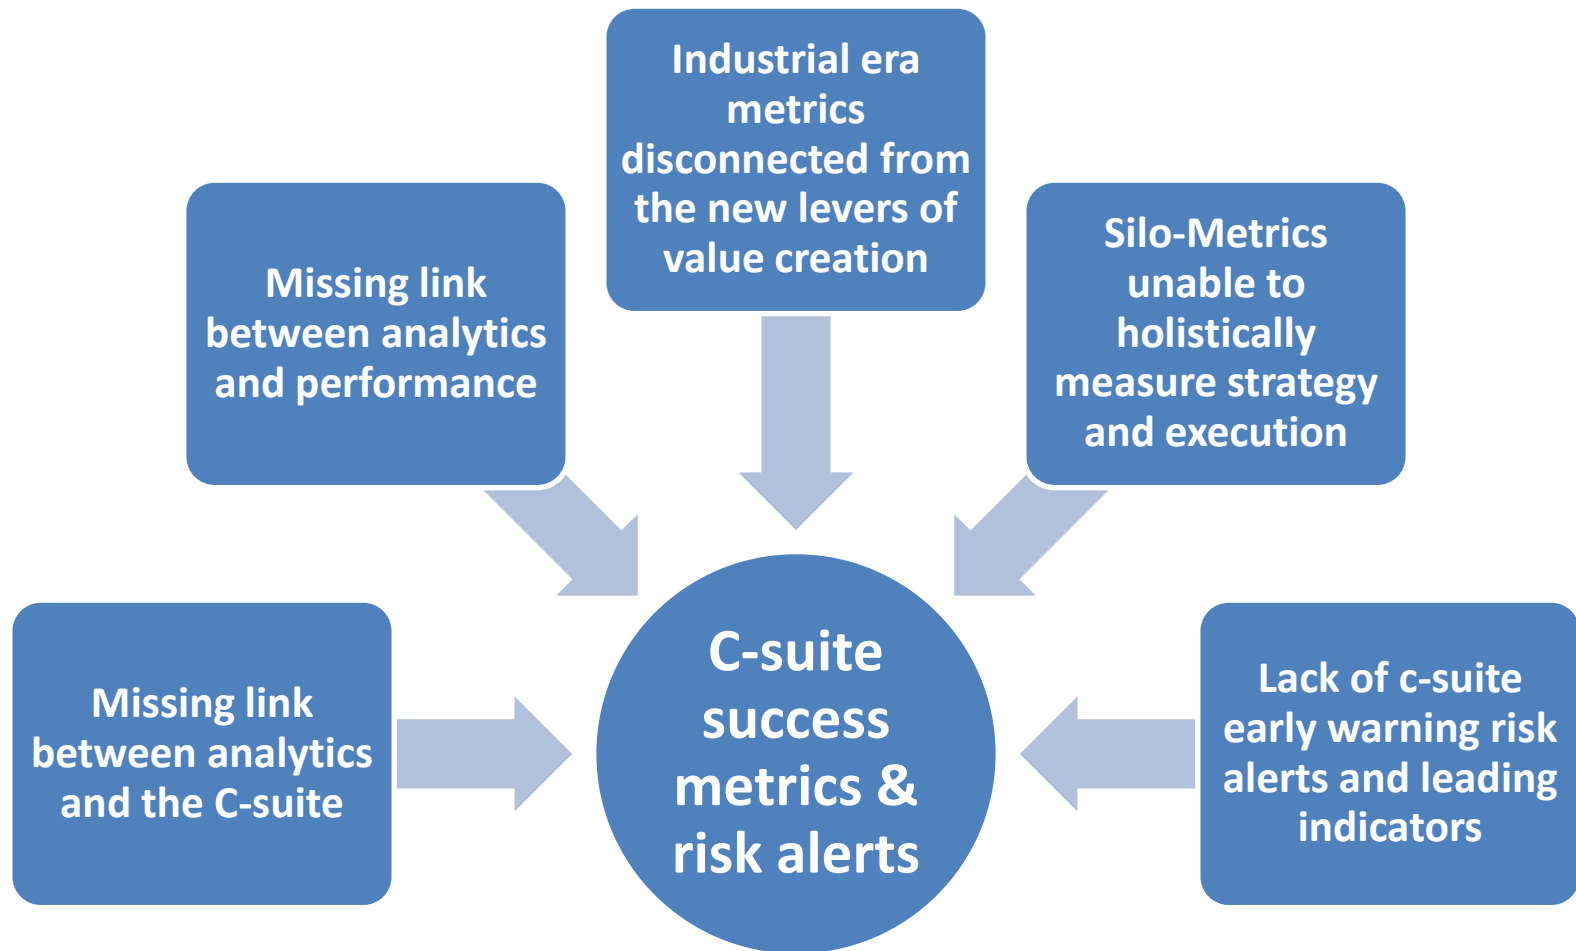 Industrial era
metrics
disconnected from
the new levers of
value creation
Missing link
between analytics
and performance
Silo-Metrics
unable to
holistically
measure strategy
and execution
Missing link
between analytics
and the C-suite
C-suite
success
metrics &
risk alerts
Lack of c-suite
early warning risk
alerts and leading
indicators